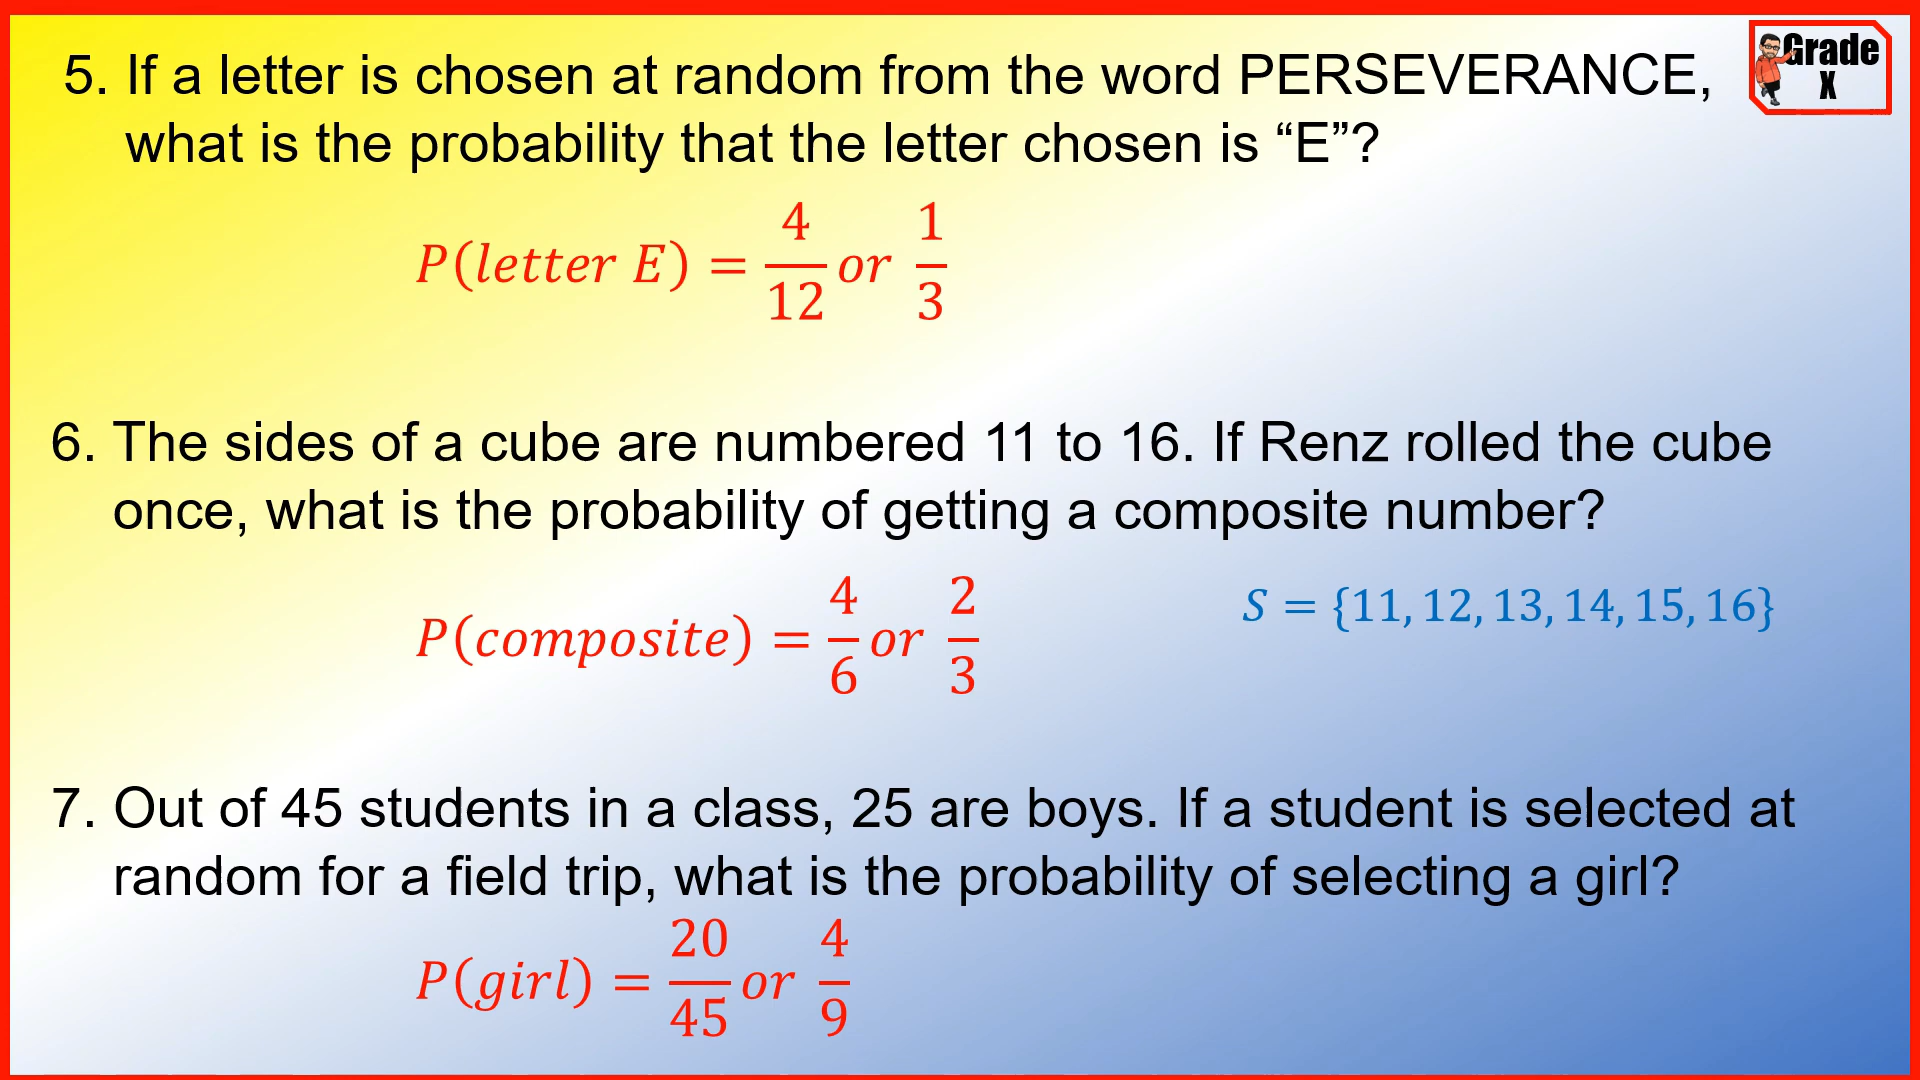 5. If a letter is chosen at random from the word PERSEVERANCE,
what is the probability that the letter chosen is “E”?
Grade
X
P(letter E) = 4/12 or 1/3
6. The sides of a cube are numbered 11 to 16. If Renz rolled the cube
once, what is the probability of getting a composite number?
P(composite) = 4/6 or 2/3
S = {11, 12, 13, 14, 15, 16}
7. Out of 45 students in a class, 25 are boys. If a student is selected at
random for a field trip, what is the probability of selecting a girl?
P(girl) = 20/45 or 4/9